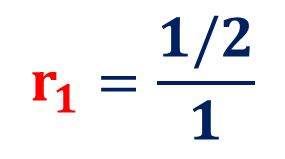 r₁ = (1/2)/1